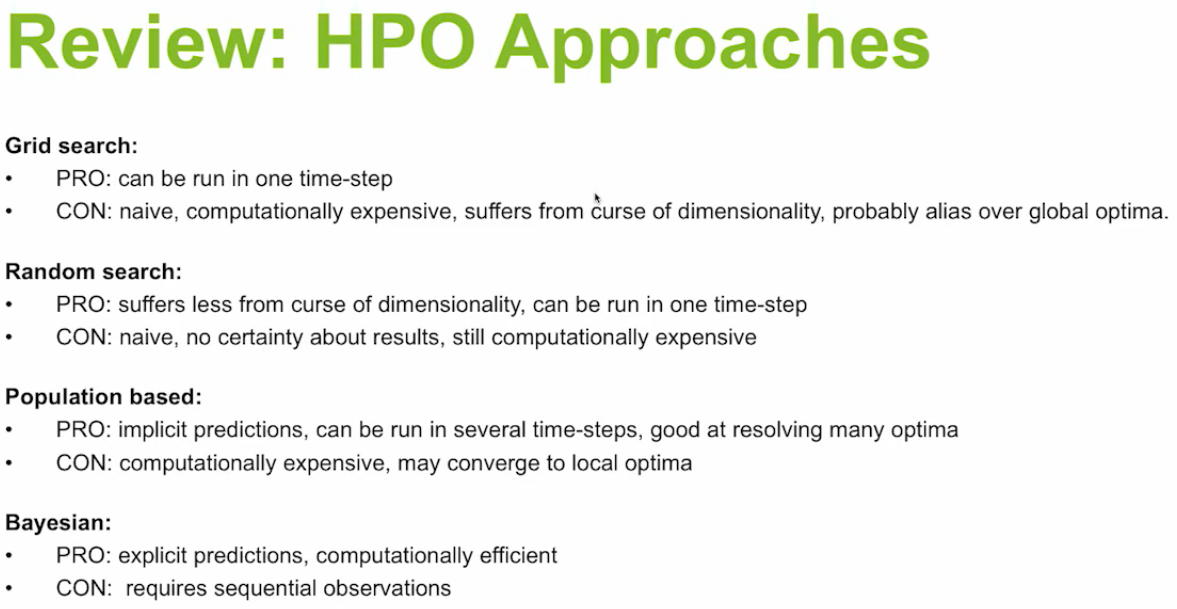 Review: HPO Approaches
Grid search:
• PRO: can be run in one time-step
• CON: naive, computationally expensive, suffers from curse of dimensionality, probably alias over global optima.
Random search:
• PRO: suffers less from curse of dimensionality, can be run in one time-step
• CON: naive, no certainty about results, still computationally expensive
Population based:
• PRO: implicit predictions, can be run in several time-steps, good at resolving many optima
• CON: computationally expensive, may converge to local optima
Bayesian:
• PRO: explicit predictions, computationally efficient
• CON: requires sequential observations